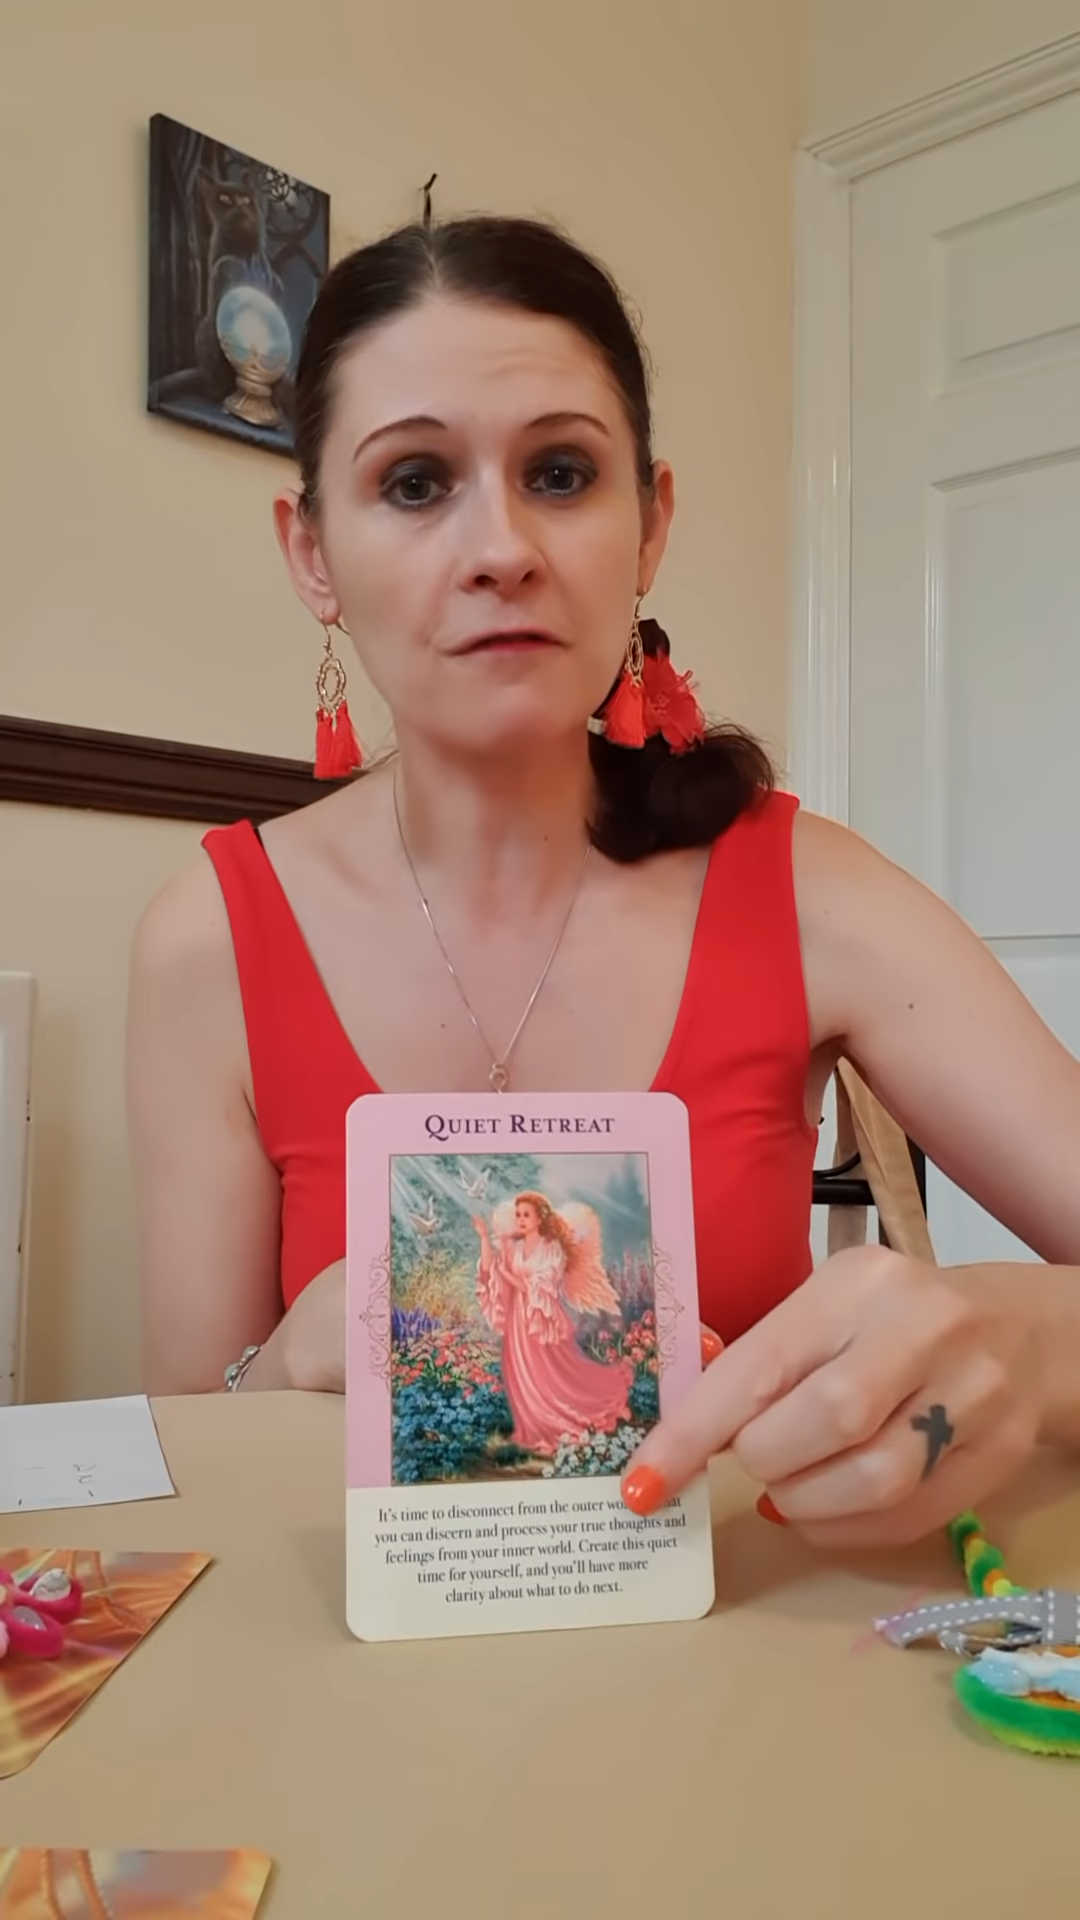 QUIET RETREAT
It's time to disconnect from the outer
you can discern and process your true thoughts and
feelings from your inner world. Create this quiet
time for yourself, and you'll have more
clarity about what to do next.